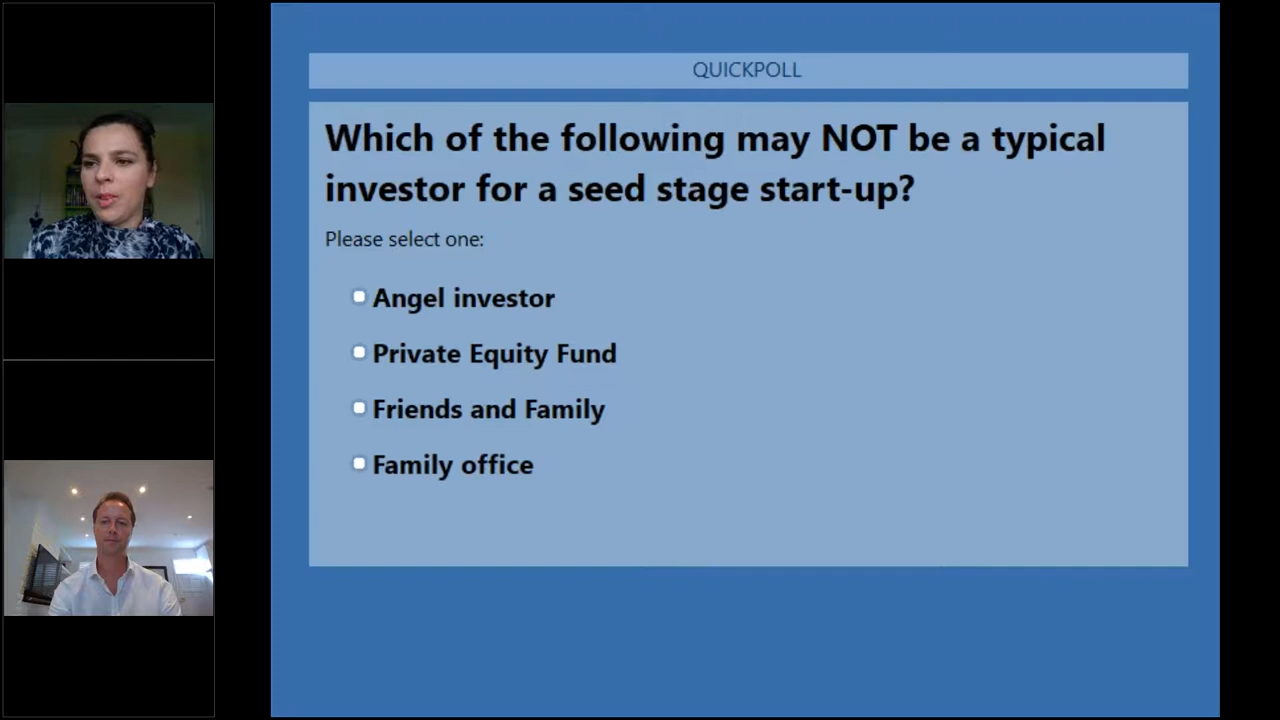 QUICKPOLL
Which of the following may NOT be a typical
investor for a seed stage start-up?
Please select one:
Angel investor
Private Equity Fund
Friends and Family
Family office